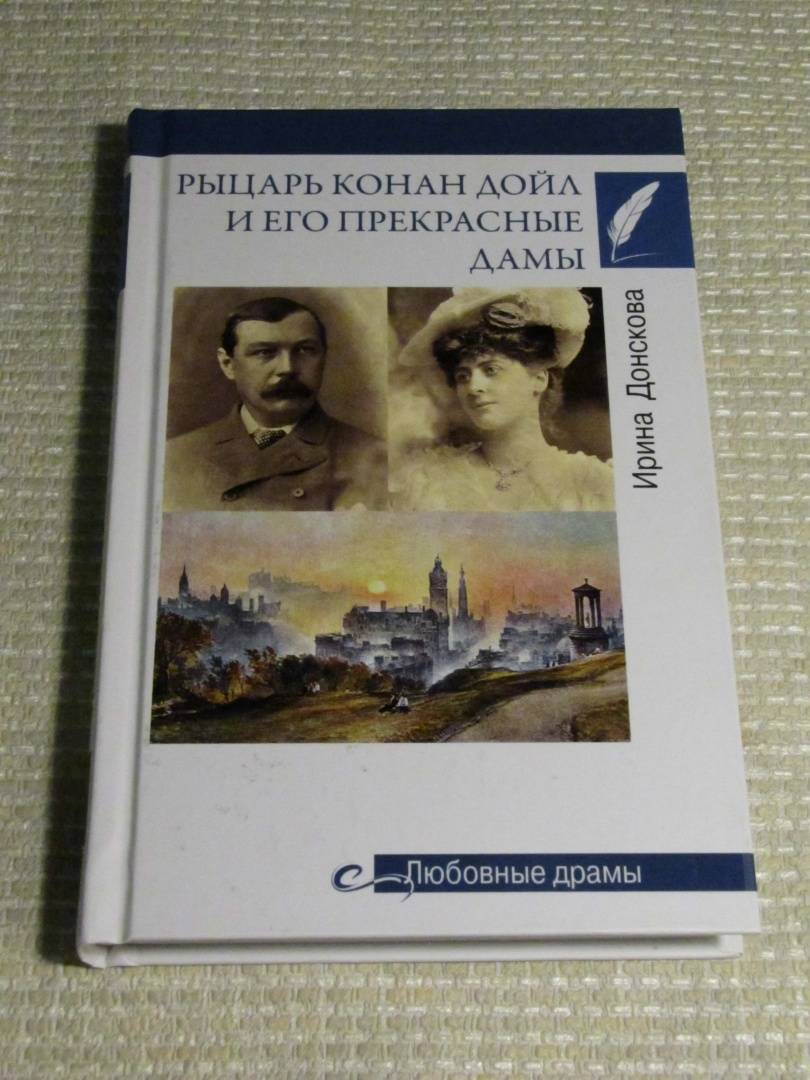 РЫЦАРЬ КОНАН ДОЙЛ
И ЕГО ПРЕКРАСНЫЕ
ДАМЫ
Ирина Донскова
Любовные драмы